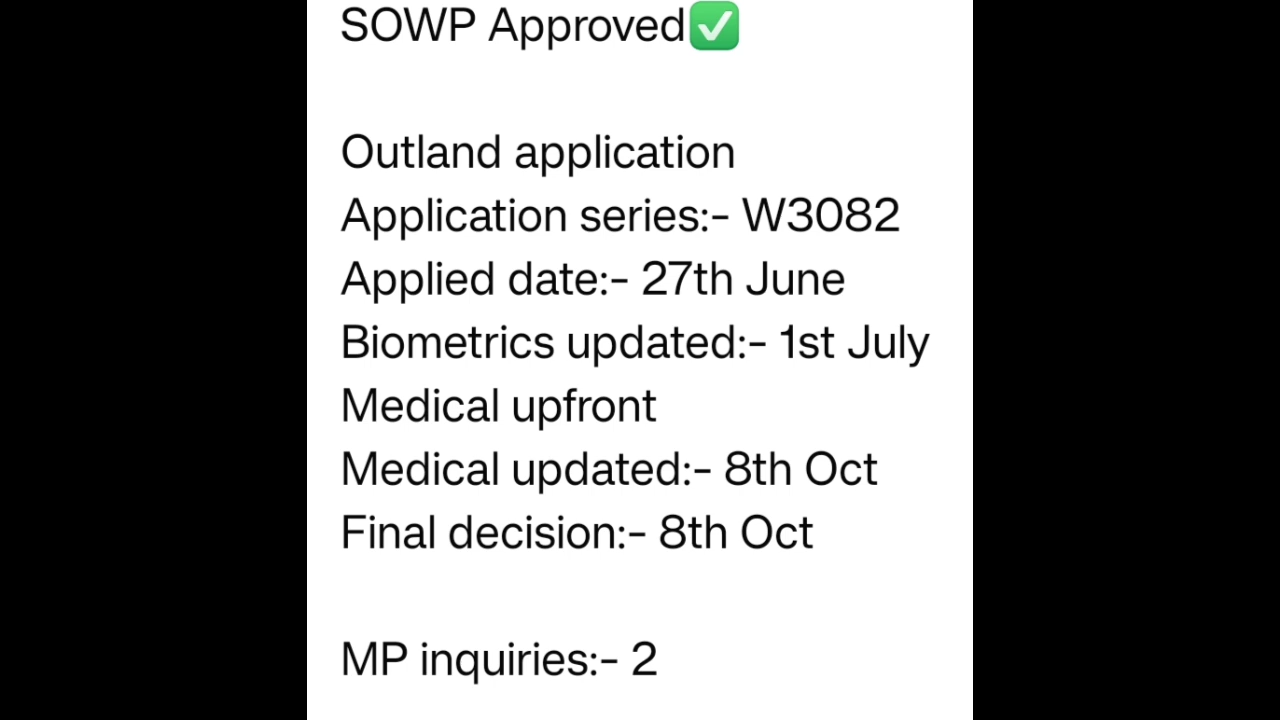 SOWP Approved✅
Outland application
Application series:- W3082
Applied date:- 27th June
Biometrics updated:- 1st July
Medical upfront
Medical updated:- 8th Oct
Final decision:- 8th Oct
MP inquiries:- 2